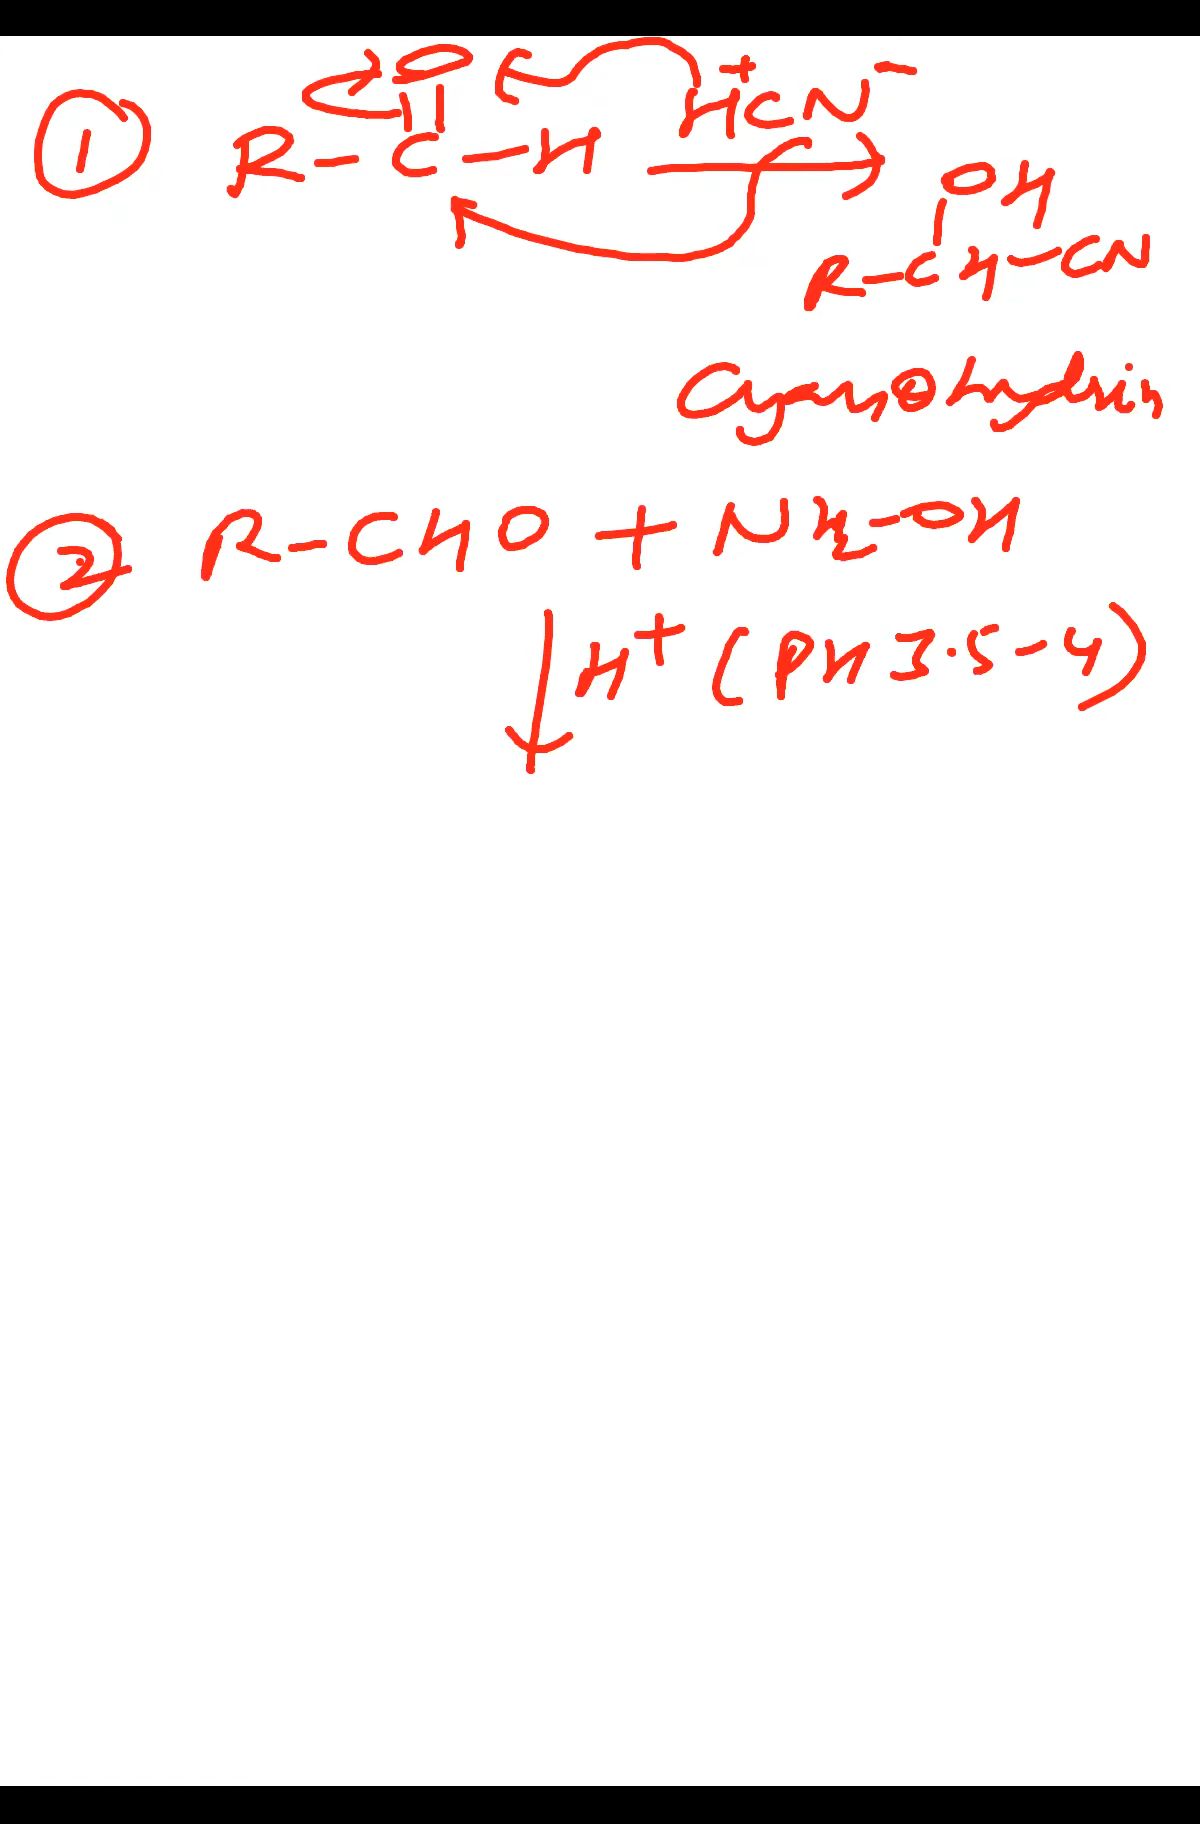 ①
O
||
R-C-H
H⁺CN⁻
OH
|
R-CH-CN
Cyanohydrin
② R-CHO + NH₂-OH
H⁺ (PH 3.5-4)